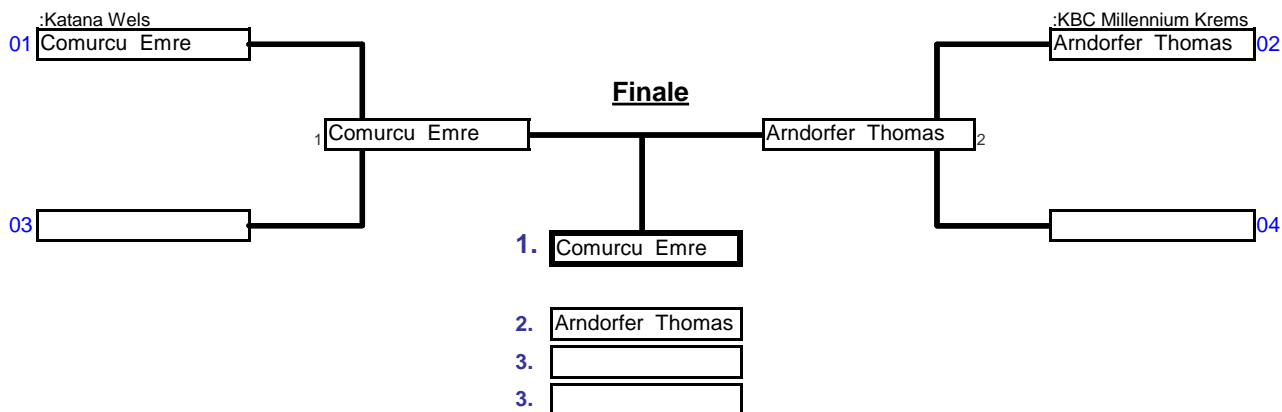 :Katana Wels
01 Comurcu Emre
:KBC Millennium Krems
Arndorfer Thomas 02
Finale
1 Comurcu Emre
Arndorfer Thomas 2
03
04
1. Comurcu Emre
2. Arndorfer Thomas
3.
3.